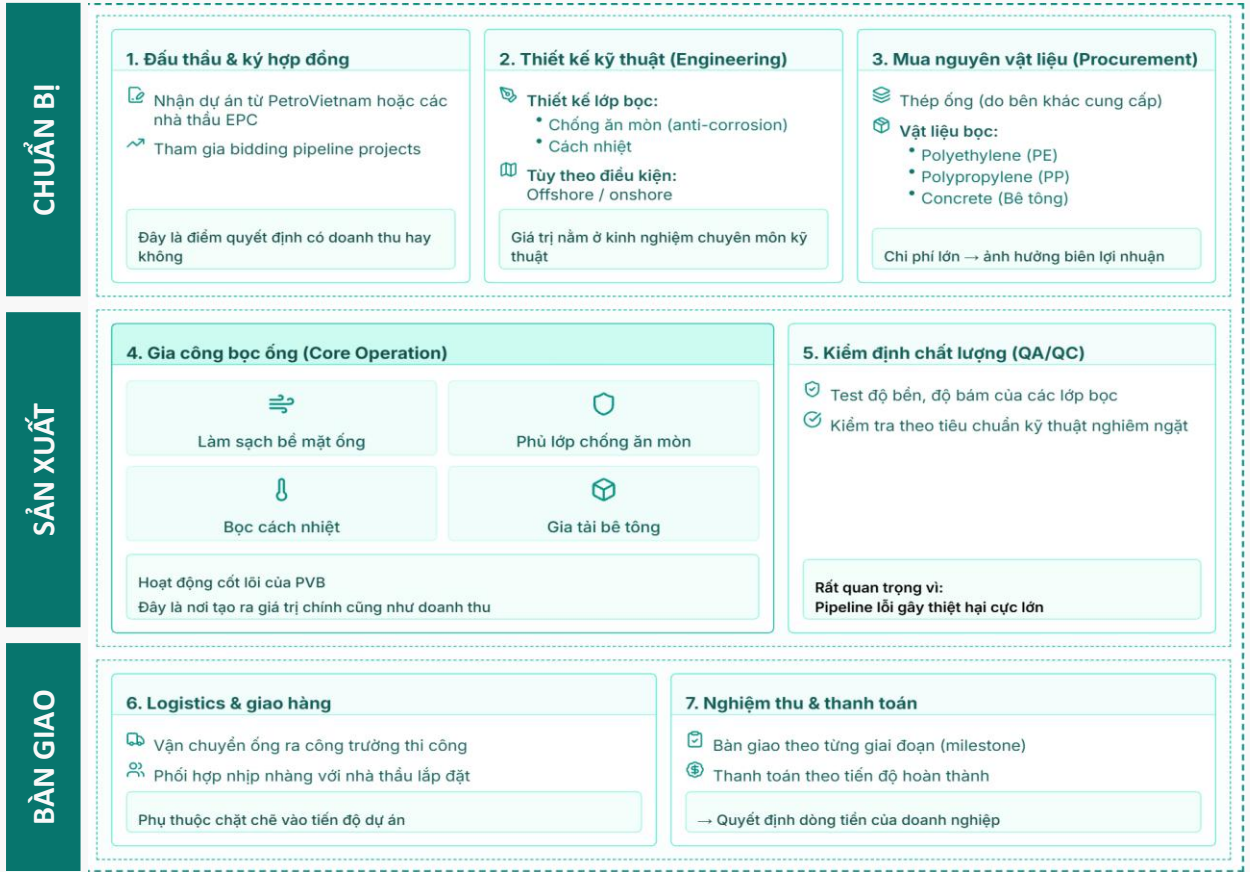 CHUẨN BỊ
1. Đấu thầu & ký hợp đồng
Nhận dự án từ PetroVietnam hoặc các
nhà thầu EPC
Tham gia bidding pipeline projects
Đây là điểm quyết định có doanh thu hay
không
2. Thiết kế kỹ thuật (Engineering)
Thiết kế lớp bọc:
• Chống ăn mòn (anti-corrosion)
• Cách nhiệt
Tùy theo điều kiện:
Offshore / onshore
Giá trị nằm ở kinh nghiệm chuyên môn kỹ
thuật
3. Mua nguyên vật liệu (Procurement)
Thép ống (do bên khác cung cấp)
Vật liệu bọc:
• Polyethylene (PE)
• Polypropylene (PP)
• Concrete (Bê tông)
Chi phí lớn → ảnh hưởng biên lợi nhuận
SẢN XUẤT
4. Gia công bọc ống (Core Operation)
Làm sạch bề mặt ống
Phủ lớp chống ăn mòn
Bọc cách nhiệt
Gia tải bê tông
Hoạt động cốt lõi của PVB
Đây là nơi tạo ra giá trị chính cũng như doanh thu
5. Kiểm định chất lượng (QA/QC)
Test độ bền, độ bám của các lớp bọc
Kiểm tra theo tiêu chuẩn kỹ thuật nghiêm ngặt
Rất quan trọng vì:
Pipeline lỗi gây thiệt hại cực lớn
BÀN GIAO
6. Logistics & giao hàng
Vận chuyển ống ra công trường thi công
Phối hợp nhịp nhàng với nhà thầu lắp đặt
Phụ thuộc chặt chẽ vào tiến độ dự án
7. Nghiệm thu & thanh toán
Bàn giao theo từng giai đoạn (milestone)
Thanh toán theo tiến độ hoàn thành
→ Quyết định dòng tiền của doanh nghiệp